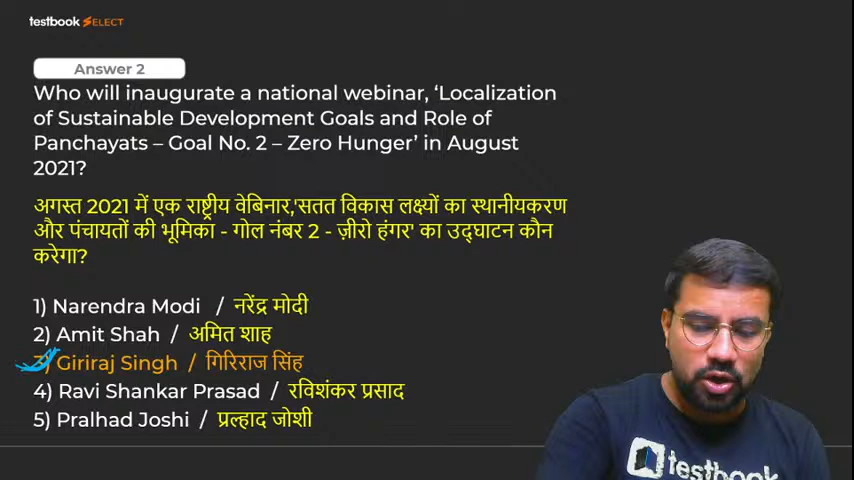 testbook SELECT
Answer 2
Who will inaugurate a national webinar, ‘Localization
of Sustainable Development Goals and Role of
Panchayats – Goal No. 2 – Zero Hunger’ in August
2021?
अगस्त 2021 में एक राष्ट्रीय वेबिनार,'सतत विकास लक्ष्यों का स्थानीयकरण
और पंचायतों की भूमिका - गोल नंबर 2 - ज़ीरो हंगर' का उद्घाटन कौन
करेगा?
1) Narendra Modi / नरेंद्र मोदी
2) Amit Shah / अमित शाह
3) Giriraj Singh / गिरिराज सिंह
4) Ravi Shankar Prasad / रविशंकर प्रसाद
5) Pralhad Joshi / प्रल्हाद जोशी
testbook